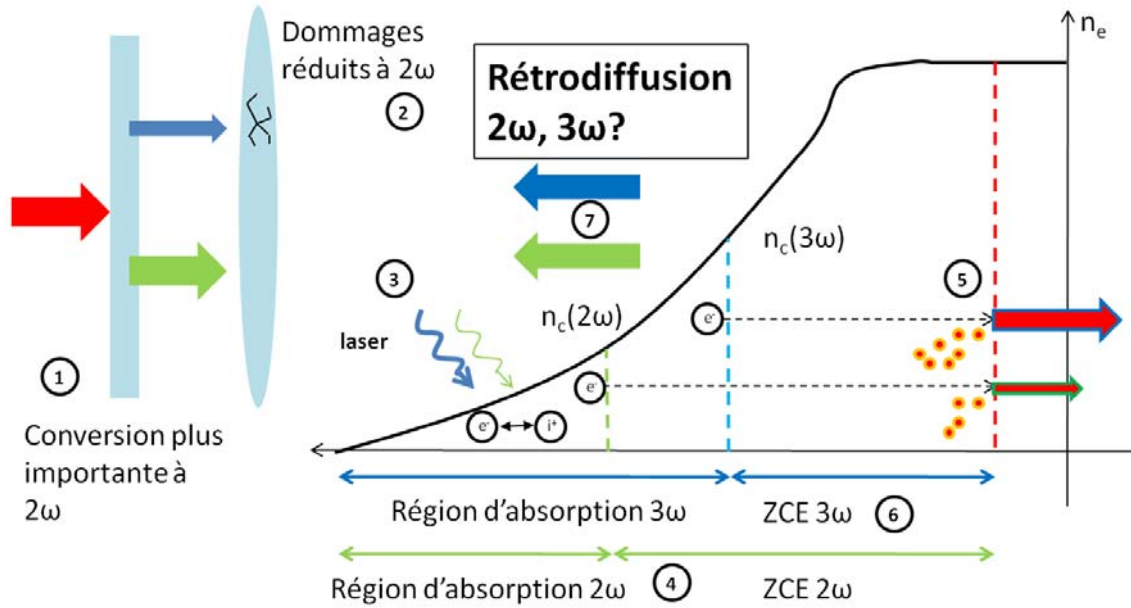 Dommages
réduits à 2ω
2
Rétrodiffusion
2ω, 3ω?
7
nₑ
1
Conversion plus
importante à
2ω
3
laser
n_c(2ω)
n_c(3ω)
5
e-
e-
e-
i+
Région d'absorption 3ω
ZCE 3ω
6
Région d'absorption 2ω
4
ZCE 2ω